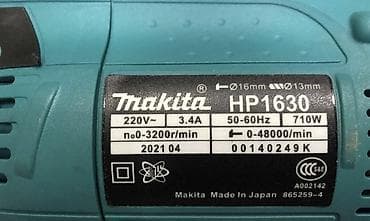 makita ® HP1630
Ø16mm Ø13mm
220V~ 3.4A 50-60Hz 710W
n₀0-3200r/min 0-48000/min
2021 04 00140249K
CCC S&E
A002142
Makita Made In Japan 865259-4